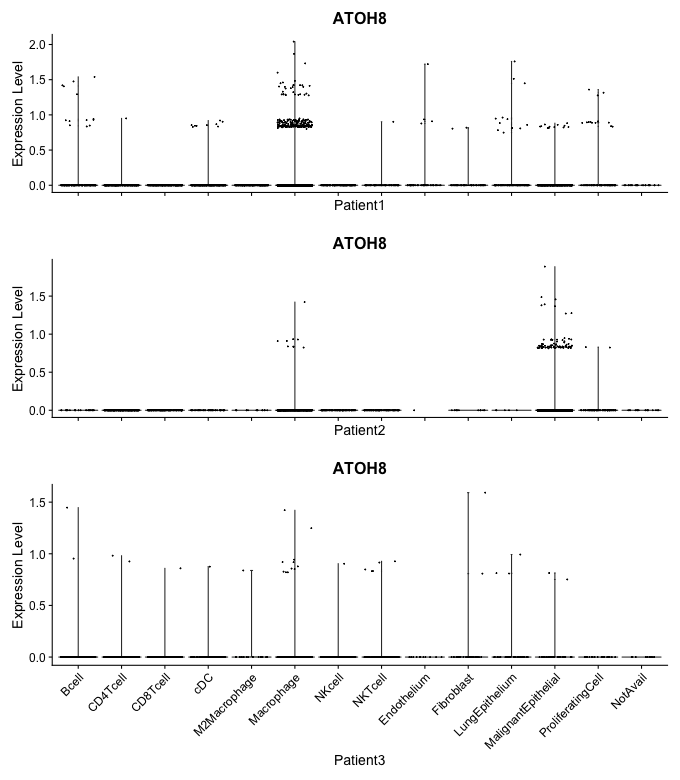 ATOH8
Expression Level
2.0
1.5
1.0
0.5
0.0
Patient1
ATOH8
Expression Level
1.5
1.0
0.5
0.0
Patient2
ATOH8
Expression Level
1.5
1.0
0.5
0.0
Bcell
CD4Tcell
CD8Tcell
cDC
M2Macrophage
Macrophage
NKcell
NKTcell
Endothelium
Fibroblast
LungEpithelium
MalignantEpithelial
ProliferatingCell
NotAvail
Patient3